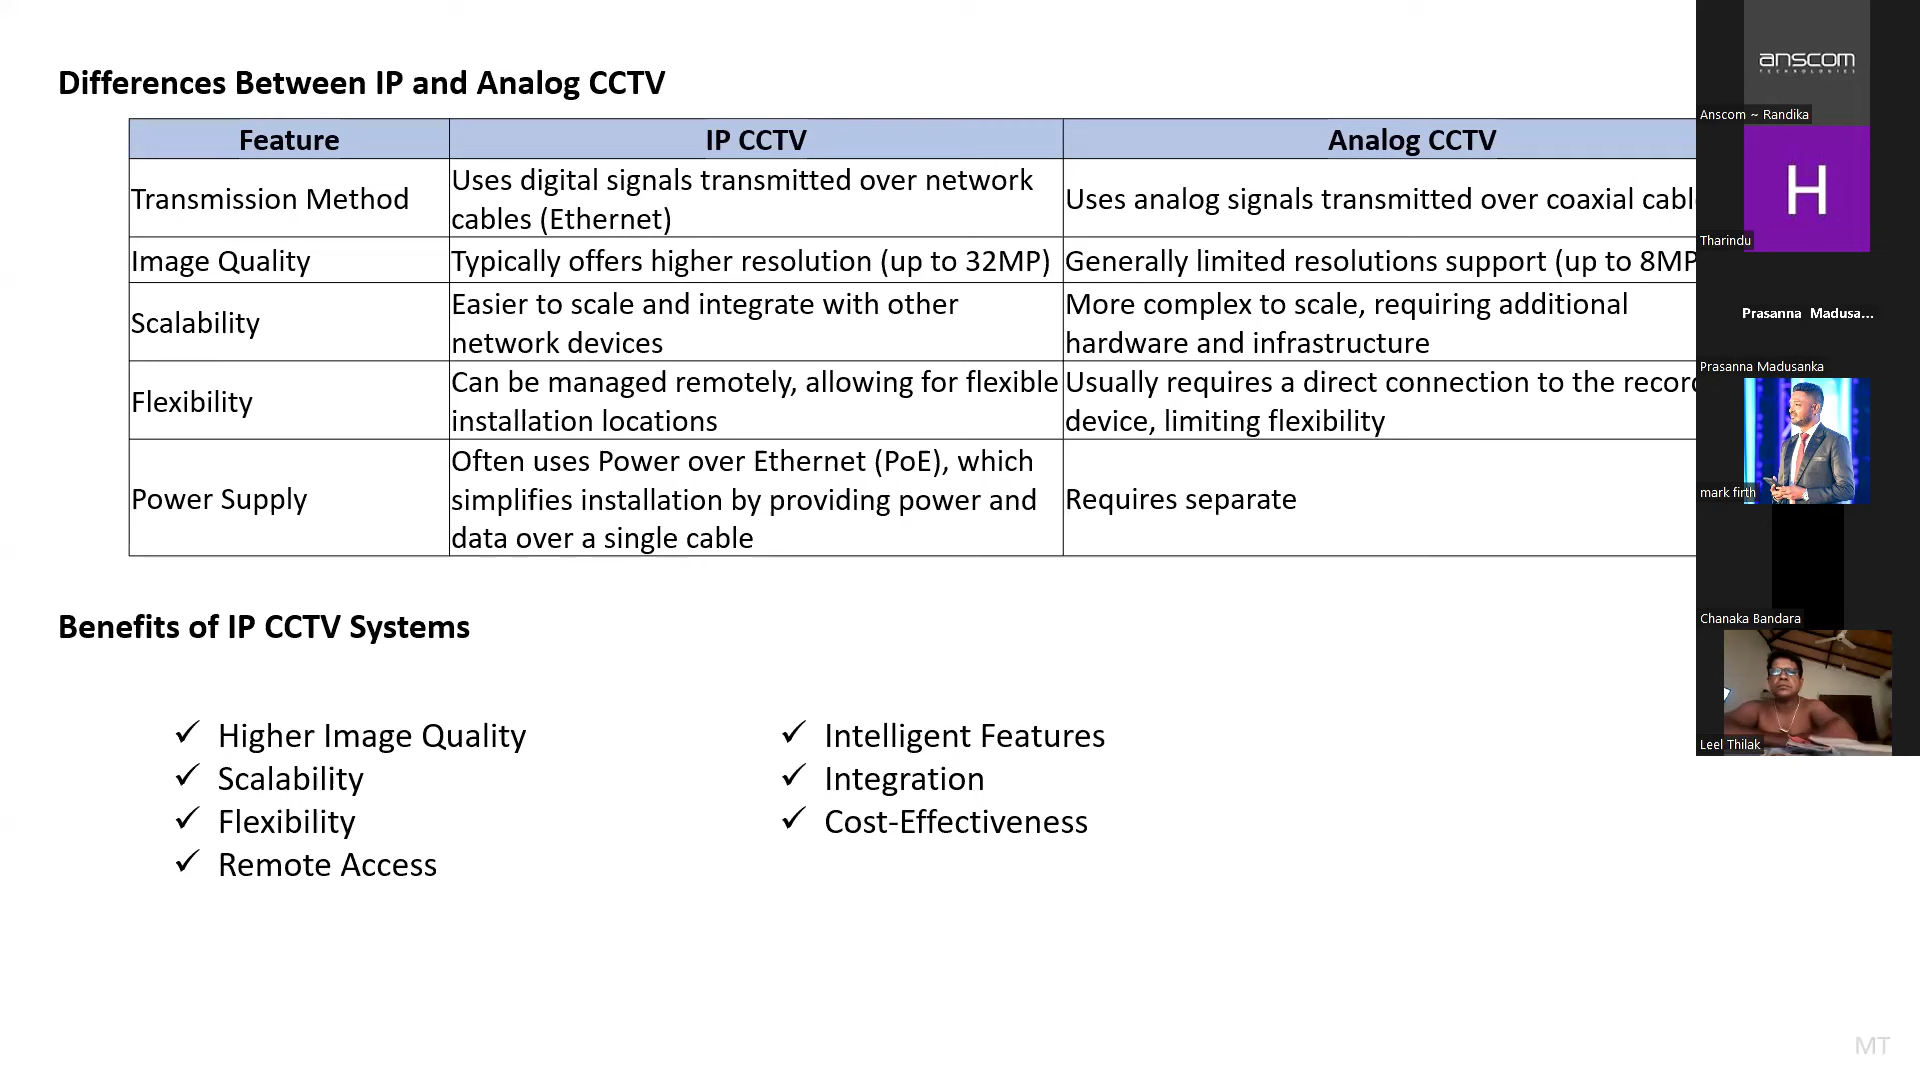 Differences Between IP and Analog CCTV
Feature
IP CCTV
Analog CCTV
Transmission Method
Uses digital signals transmitted over network
cables (Ethernet)
Uses analog signals transmitted over coaxial
Image Quality
Typically offers higher resolution (up to 32MP)
Generally limited resolutions support (up to 8MP
Scalability
Easier to scale and integrate with other
network devices
More complex to scale, requiring additional
hardware and infrastructure
Flexibility
Can be managed remotely, allowing for flexible
installation locations
Usually requires a direct connection to the
device, limiting flexibility
Power Supply
Often uses Power over Ethernet (PoE), which
simplifies installation by providing power and
data over a single cable
Requires separate
Benefits of IP CCTV Systems
✓ Higher Image Quality
✓ Scalability
✓ Flexibility
✓ Remote Access
✓ Intelligent Features
✓ Integration
✓ Cost-Effectiveness
anscom
TECHNOLOGIES
Anscom ~ Randika
H
Tharindu
Prasanna Madusa...
Prasanna Madusanka
mark firth
Chanaka Bandara
Leel Thilak
MT